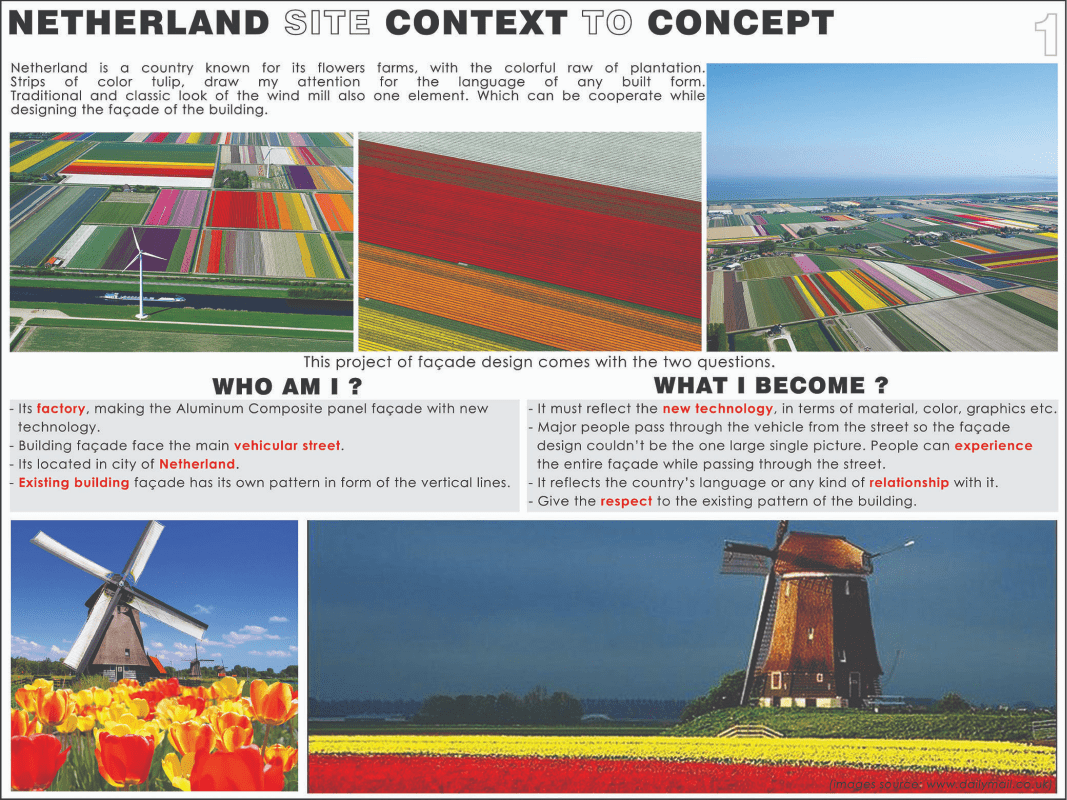 NETHERLAND SITE CONTEXT TO CONCEPT
1
Netherland is a country known for its flowers farms, with the colorful raw of plantation.
Strips of color tulip, draw my attention for the language of any built form.
Traditional and classic look of the wind mill also one element. Which can be cooperate while
designing the façade of the building.
This project of façade design comes with the two questions.
WHO AM I ?
- Its factory, making the Aluminum Composite panel façade with new
technology.
- Building façade face the main vehicular street.
- Its located in city of Netherland.
- Existing building façade has its own pattern in form of the vertical lines.
WHAT I BECOME ?
- It must reflect the new technology, in terms of material, color, graphics etc.
- Major people pass through the vehicle from the street so the façade
design couldn't be the one large single picture. People can experience
the entire façade while passing through the street.
- It reflects the country's language or any kind of relationship with it.
- Give the respect to the existing pattern of the building.
(Images source: www.dailymail.co.uk)